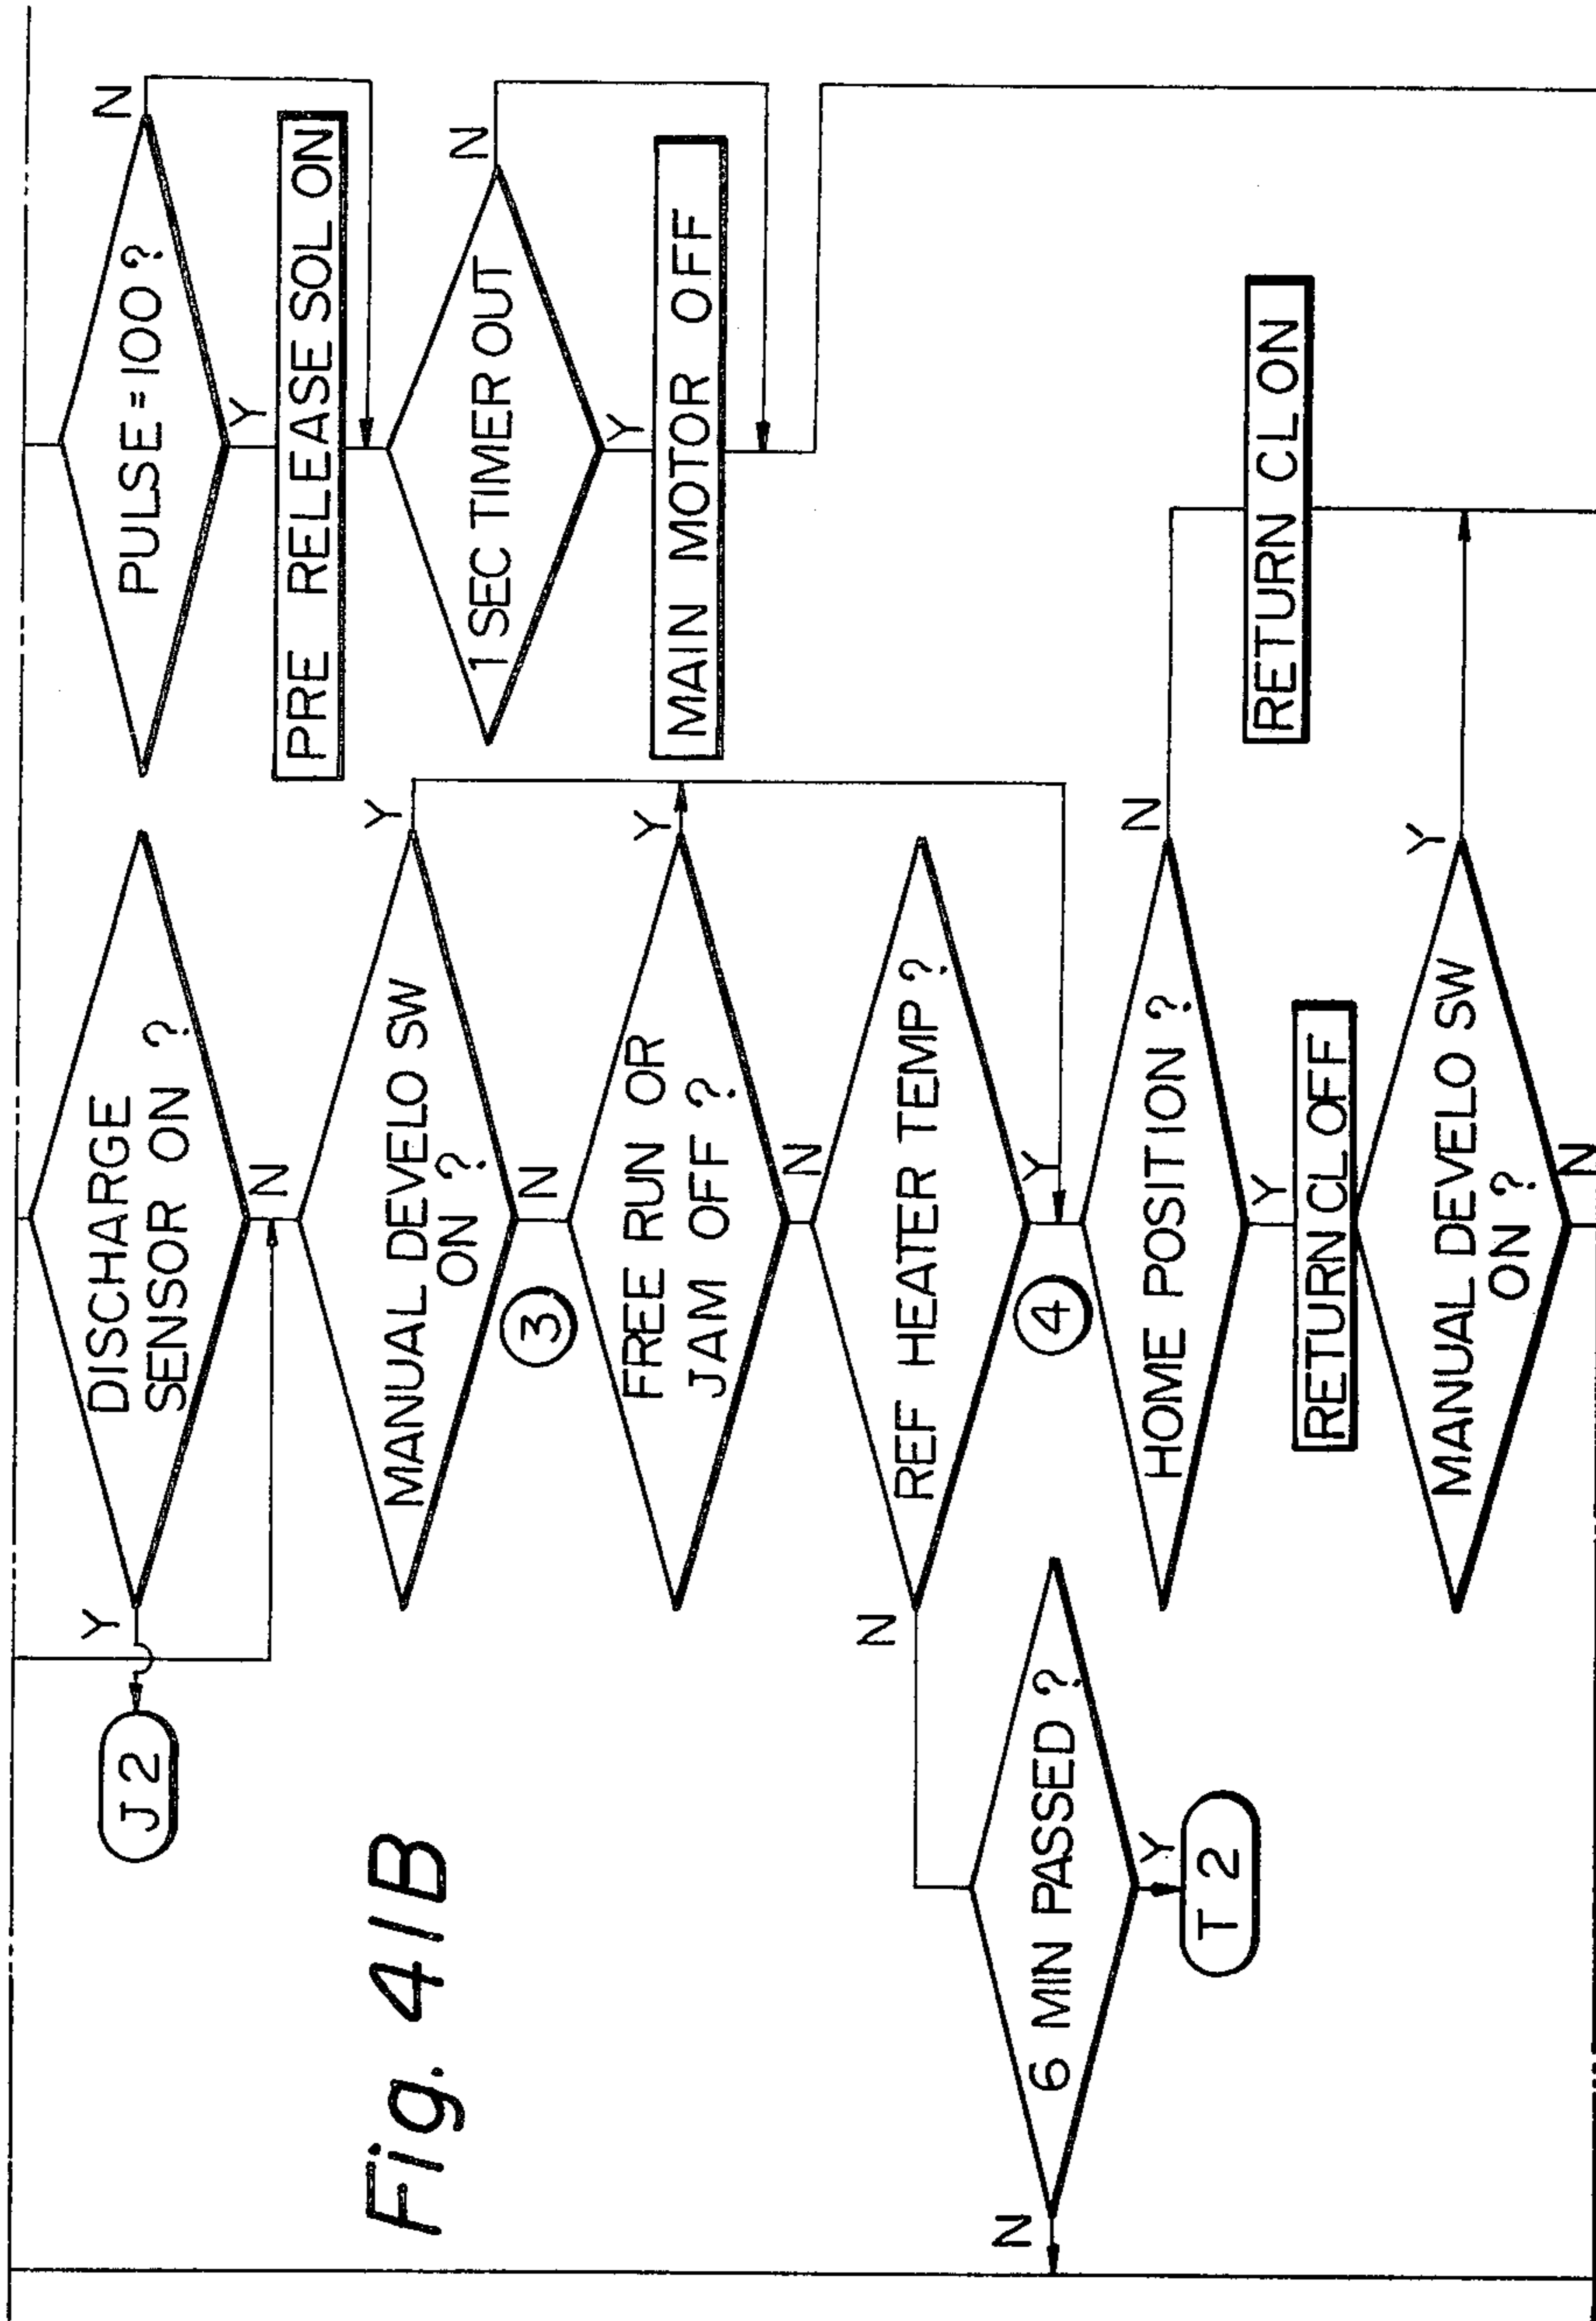 Fig. 41B
J2
Y
DISCHARGE
SENSOR ON ?
N
MANUAL DEVELO SW
ON ?
Y
N
3
FREE RUN OR
JAM OFF ?
Y
N
REF HEATER TEMP ?
N
Y
6 MIN PASSED ?
N
Y
T 2
4
HOME POSITION ?
N
Y
RETURN CL OFF
RETURN CL ON
MANUAL DEVELO SW
ON ?
Y
N
PULSE = 100 ?
N
Y
PRE RELEASE SOL ON
1 SEC TIMER OUT
N
Y
MAIN MOTOR OFF